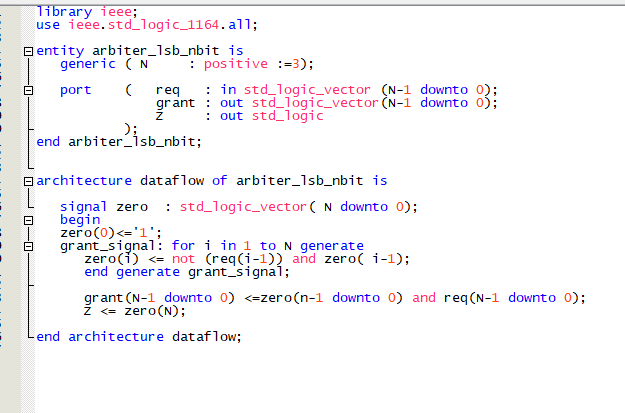 library ieee;
use ieee.std_logic_1164.all;
entity arbiter_lsb_nbit is
generic ( N : positive :=3);
port ( req : in std_logic_vector (N-1 downto 0);
grant : out std_logic_vector(N-1 downto 0);
Z : out std_logic
);
end arbiter_lsb_nbit;
architecture dataflow of arbiter_lsb_nbit is
signal zero : std_logic_vector( N downto 0);
begin
zero(0)<='1';
grant_signal: for i in 1 to N generate
zero(i) <= not (req(i-1)) and zero( i-1);
end generate grant_signal;
grant(N-1 downto 0) <=zero(n-1 downto 0) and req(N-1 downto 0);
Z <= zero(N);
end architecture dataflow;